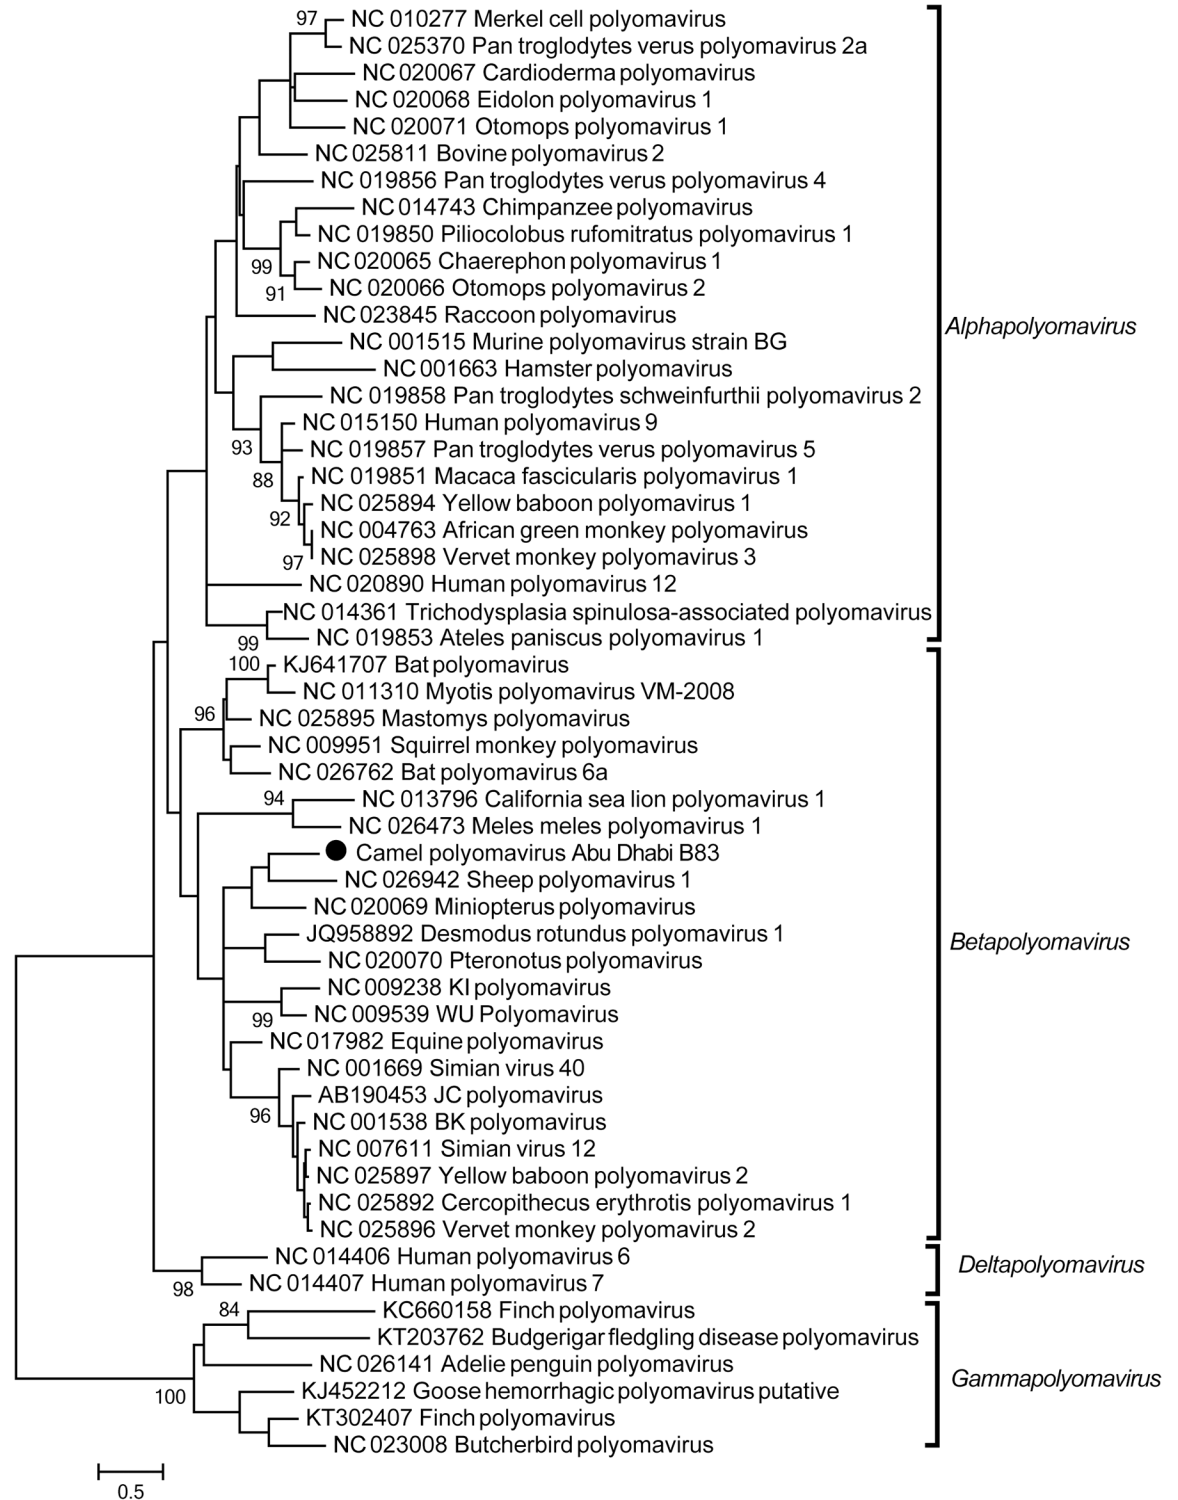 97
NC 010277 Merkel cell polyomavirus
NC 025370 Pan troglodytes verus polyomavirus 2a
NC 020067 Cardioderma polyomavirus
NC 020068 Eidolon polyomavirus 1
NC 020071 Otomops polyomavirus 1
NC 025811 Bovine polyomavirus 2
NC 019856 Pan troglodytes verus polyomavirus 4
NC 014743 Chimpanzee polyomavirus
NC 019850 Piliocolobus rufomitratus polyomavirus 1
99
NC 020065 Chaerephon polyomavirus 1
91
NC 020066 Otomops polyomavirus 2
NC 023845 Raccoon polyomavirus
Alphapolyomavirus
NC 001515 Murine polyomavirus strain BG
NC 001663 Hamster polyomavirus
NC 019858 Pan troglodytes schweinfurthii polyomavirus 2
NC 015150 Human polyomavirus 9
93
NC 019857 Pan troglodytes verus polyomavirus 5
88
NC 019851 Macaca fascicularis polyomavirus 1
NC 025894 Yellow baboon polyomavirus 1
92
NC 004763 African green monkey polyomavirus
97
NC 025898 Vervet monkey polyomavirus 3
NC 020890 Human polyomavirus 12
NC 014361 Trichodysplasia spinulosa-associated polyomavirus
99
NC 019853 Ateles paniscus polyomavirus 1
100
KJ641707 Bat polyomavirus
NC 011310 Myotis polyomavirus VM-2008
96
NC 025895 Mastomys polyomavirus
NC 009951 Squirrel monkey polyomavirus
NC 026762 Bat polyomavirus 6a
94
NC 013796 California sea lion polyomavirus 1
NC 026473 Meles meles polyomavirus 1
Camel polyomavirus Abu Dhabi B83
NC 026942 Sheep polyomavirus 1
NC 020069 Miniopterus polyomavirus
JQ958892 Desmodus rotundus polyomavirus 1
Betapolyomavirus
NC 020070 Pteronotus polyomavirus
NC 009238 KI polyomavirus
99
NC 009539 WU Polyomavirus
NC 017982 Equine polyomavirus
NC 001669 Simian virus 40
AB190453 JC polyomavirus
96
NC 001538 BK polyomavirus
NC 007611 Simian virus 12
NC 025897 Yellow baboon polyomavirus 2
NC 025892 Cercopithecus erythrotis polyomavirus 1
NC 025896 Vervet monkey polyomavirus 2
NC 014406 Human polyomavirus 6
Deltapolyomavirus
98
NC 014407 Human polyomavirus 7
84
KC660158 Finch polyomavirus
KT203762 Budgerigar fledgling disease polyomavirus
NC 026141 Adelie penguin polyomavirus
Gammapolyomavirus
100
KJ452212 Goose hemorrhagic polyomavirus putative
KT302407 Finch polyomavirus
NC 023008 Butcherbird polyomavirus
0.5